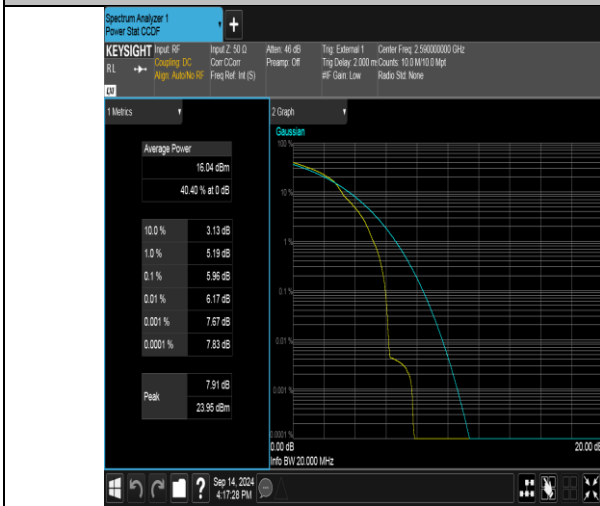 Spectrum Analyzer 1
Power Stat CCDF
KEYSIGHT
RL
Input: RF
Coupling: DC
Align: Auto/No RF
Input Z: 50 Ω
Corr CCorr
Freq Ref: Int (S)
Atten: 46 dB
Preamp: Off
Trig: External 1
Trig Delay: 2.000 m
#IF Gain: Low
Center Freq: 2.590000000 GHz
Counts: 10.0 M/10.0 Mpt
Radio Std: None
1 Metrics
Average Power
16.04 dBm
40.40 % at 0 dB
10.0 % 3.13 dB
1.0 % 5.19 dB
0.1 % 5.96 dB
0.01 % 6.17 dB
0.001 % 7.67 dB
0.0001 % 7.83 dB
Peak 7.91 dB
23.95 dBm
2 Graph
Gaussian
100 %
10 %
1 %
0.1 %
0.01 %
0.001 %
0.0001 %
0.00 dB 20.00 dB
Info BW 20.000 MHz
Sep 14, 2024
4:17:28 PM